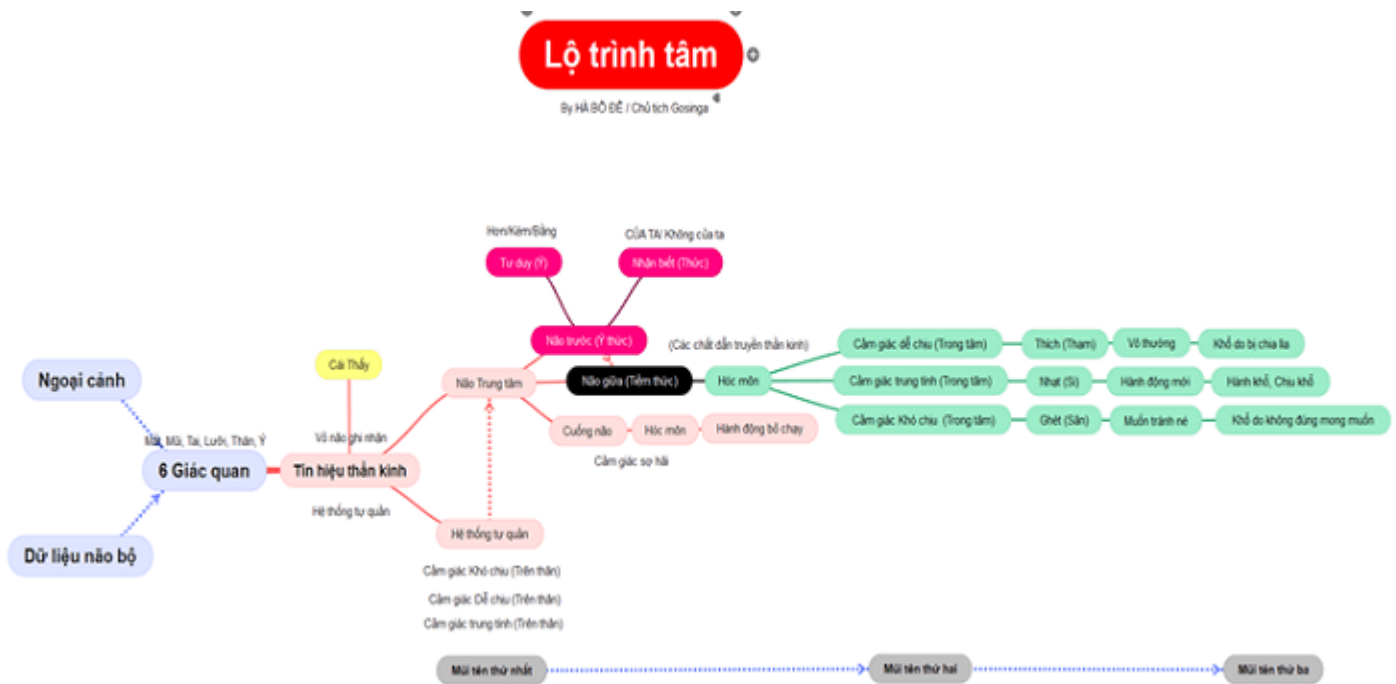 Lộ trình tâm
By HÀ BỒ ĐỀ / Chủ tịch Gosinga
Hơn/Kém/Bằng
CỦA TA/ Không của ta
Tư duy (Ý)
Nhận biết (Thức)
Não trước (Ý thức)
(Các chất dẫn truyền thần kinh)
Cảm giác dễ chịu (Trong tâm)
Thích (Tham)
Vô thường
Khổ do bị chia lìa
Cái Thấy
Ngoại cảnh
Não Trung tâm
Não giữa (Tiềm thức)
Hóc môn
Cảm giác trung tính (Trong tâm)
Nhạt (Si)
Hành động mới
Hành khổ, Chịu khổ
Cảm giác Khó chịu (Trong tâm)
Ghét (Sân)
Muốn tránh né
Khổ do không đúng mong muốn
Cuống não
Hóc môn
Hành động bỏ chạy
Cảm giác sợ hãi
Mắt, Mũi, Tai, Lưỡi, Thân, Ý
Vỏ não ghi nhận
6 Giác quan
Tín hiệu thần kinh
Hệ thống tự quản
Hệ thống tự quản
Dữ liệu não bộ
Cảm giác Khó chịu (Trên thân)
Cảm giác Dễ chịu (Trên thân)
Cảm giác trung tính (Trên thân)
Mũi tên thứ nhất
Mũi tên thứ hai
Mũi tên thứ ba